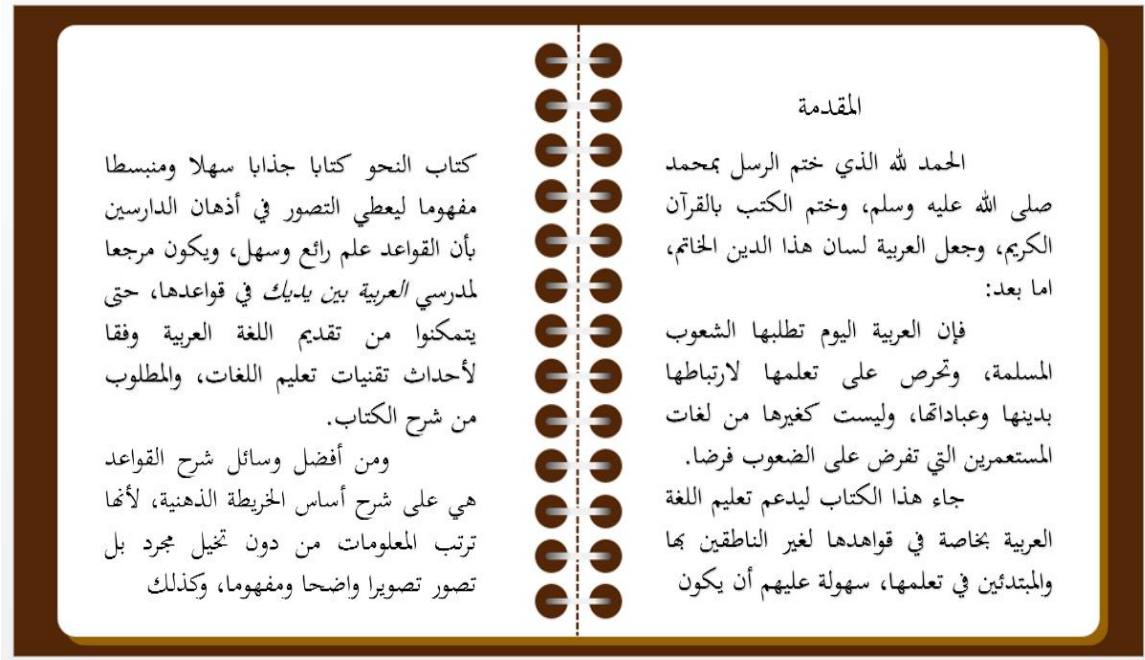 المقدمة
الحمد لله الذي ختم الرسل بمحمد
صلى الله عليه وسلم، وختم الكتب بالقرآن
الكريم، وجعل العربية لسان هذا الدين الخاتم،
اما بعد:
فإن العربية اليوم تطلبها الشعوب
المسلمة، وتحرص على تعلمها لارتباطها
بدينها وعباداتها، وليست كغيرها من لغات
المستعمرين التي تفرض على الضعوب فرضا.
جاء هذا الكتاب ليدعم تعليم اللغة
العربية بخاصة في قواهدها لغير الناطقين بها
والمبتدئين في تعلمها، سهولة عليهم أن يكون
كتاب النحو كتابا جذابا سهلا ومنبسطا
مفهوما ليعطي التصور في أذهان الدارسين
بأن القواعد علم رائع وسهل، ويكون مرجعا
لمدرسي العربية بين يديك في قواعدها، حتى
يتمكنوا من تقديم اللغة العربية وفقا
لأحداث تقنيات تعليم اللغات، والمطلوب
من شرح الكتاب.
ومن أفضل وسائل شرح القواعد
هي على شرح أساس الخريطة الذهنية، لأنها
ترتب المعلومات من دون تخيل مجرد بل
تصور تصويرا واضحا ومفهوما، وكذلك